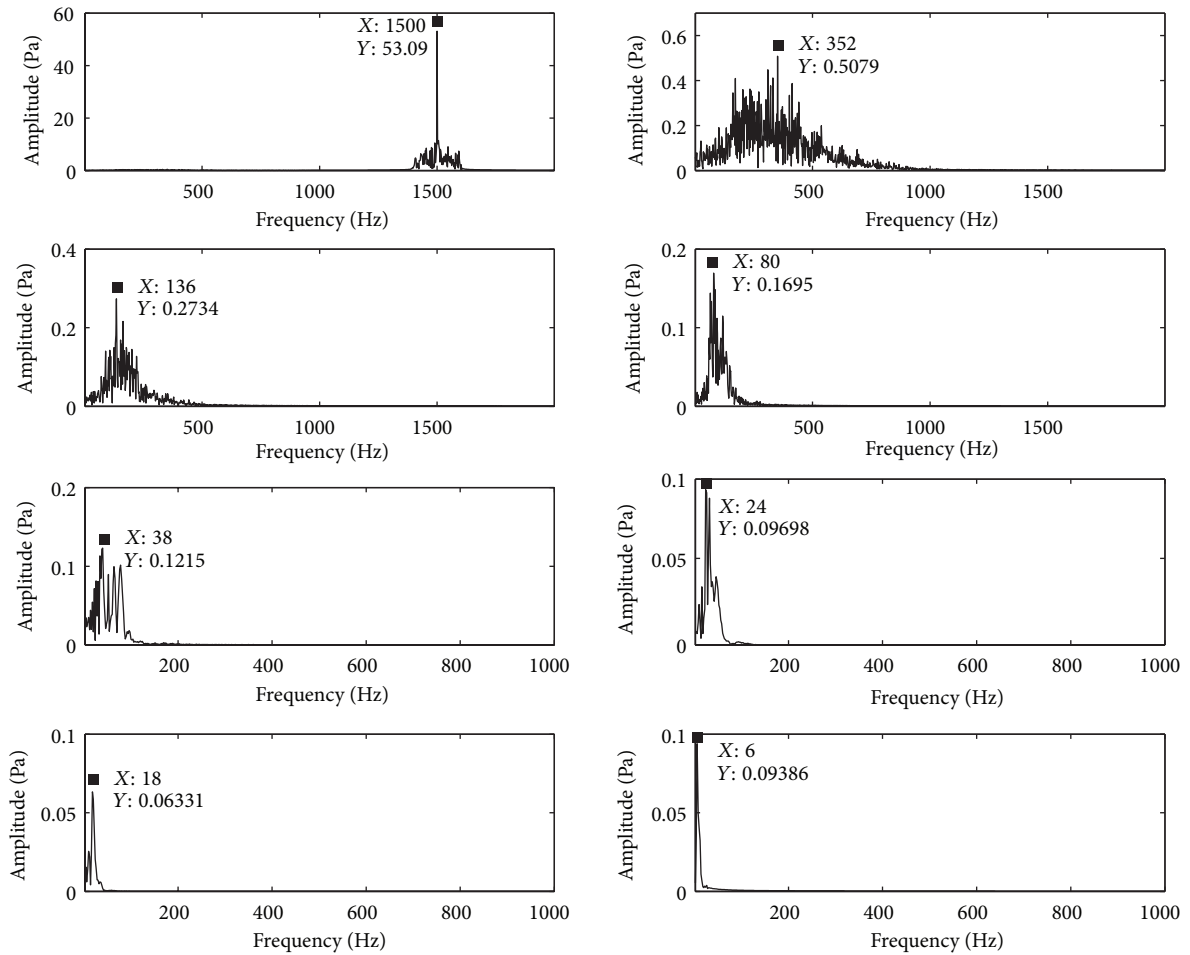 60
40
20
0
Amplitude (Pa)
X: 1500
Y: 53.09
500
1000
1500
Frequency (Hz)
0.6
0.4
0.2
0
Amplitude (Pa)
X: 352
Y: 0.5079
500
1000
1500
Frequency (Hz)
0.4
0.2
0
Amplitude (Pa)
X: 136
Y: 0.2734
500
1000
1500
Frequency (Hz)
0.2
0.1
0
Amplitude (Pa)
X: 80
Y: 0.1695
500
1000
1500
Frequency (Hz)
0.2
0.1
0
Amplitude (Pa)
X: 38
Y: 0.1215
200
400
600
800
1000
Frequency (Hz)
0.1
0.05
0
Amplitude (Pa)
X: 24
Y: 0.09698
200
400
600
800
1000
Frequency (Hz)
0.1
0.05
0
Amplitude (Pa)
X: 18
Y: 0.06331
200
400
600
800
1000
Frequency (Hz)
0.1
0.05
0
Amplitude (Pa)
X: 6
Y: 0.09386
200
400
600
800
1000
Frequency (Hz)